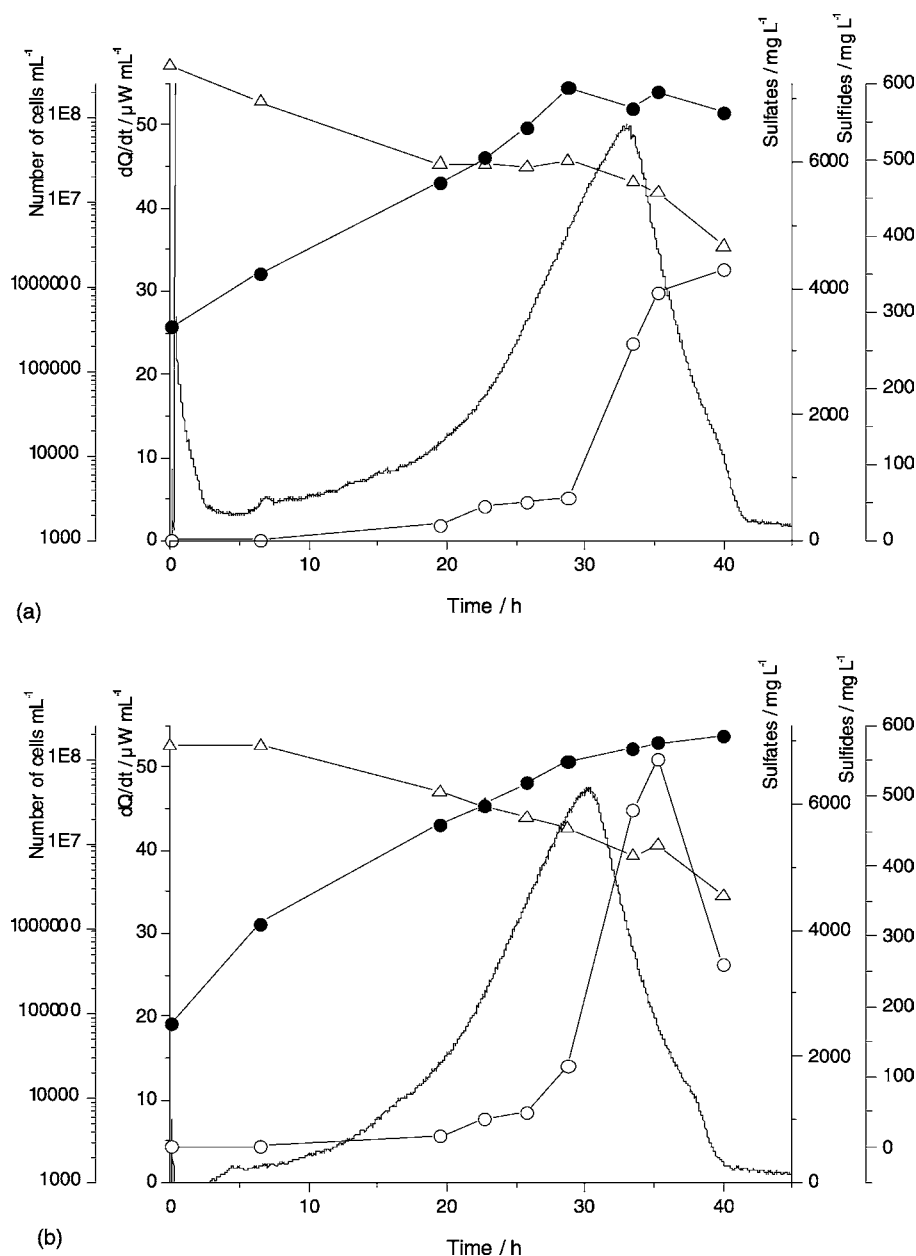 Number of cells mL⁻¹
1E8
1E7
1000000
100000
10000
1000
dQ/dt / µW mL⁻¹
50
40
30
20
10
0
Sulfates / mg L⁻¹
6000
4000
2000
0
Sulfides / mg L⁻¹
600
500
400
300
200
100
0
0 10 20 30 40
Time / h
(a)
Number of cells mL⁻¹
1E8
1E7
1000000
100000
10000
1000
dQ/dt / µW mL⁻¹
50
40
30
20
10
0
Sulfates / mg L⁻¹
6000
4000
2000
0
Sulfides / mg L⁻¹
600
500
400
300
200
100
0
0 10 20 30 40
Time / h
(b)